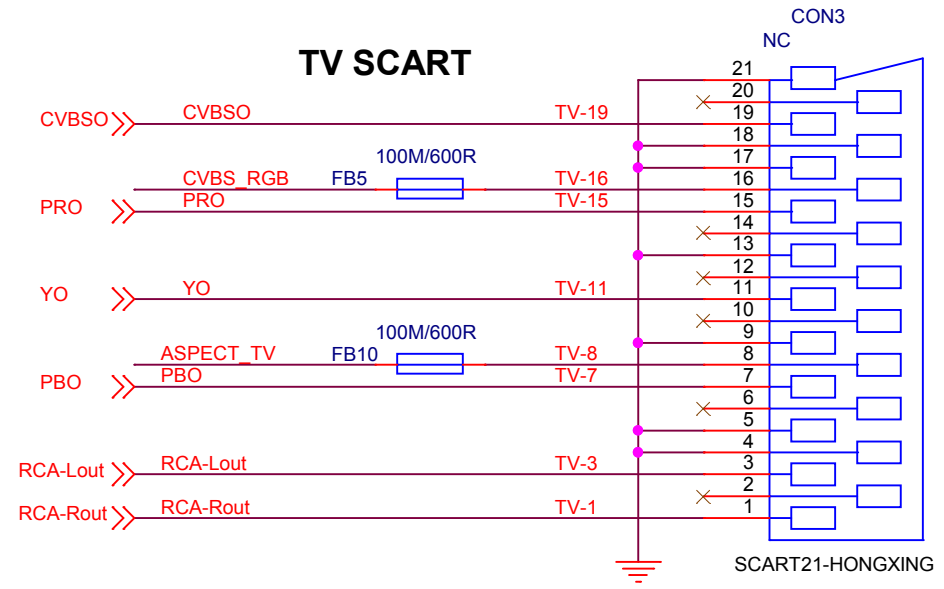 CON3
NC
TV SCART
21
20
CVBSO CVBSO TV-19 19
18
100M/600R 17
CVBS_RGB FB5 TV-16 16
PRO PRO TV-15 15
14
13
12
YO YO TV-11 11
10
100M/600R 9
ASPECT_TV FB10 TV-8 8
PBO PBO TV-7 7
6
5
4
RCA-Lout RCA-Lout TV-3 3
2
RCA-Rout RCA-Rout TV-1 1
SCART21-HONGXING